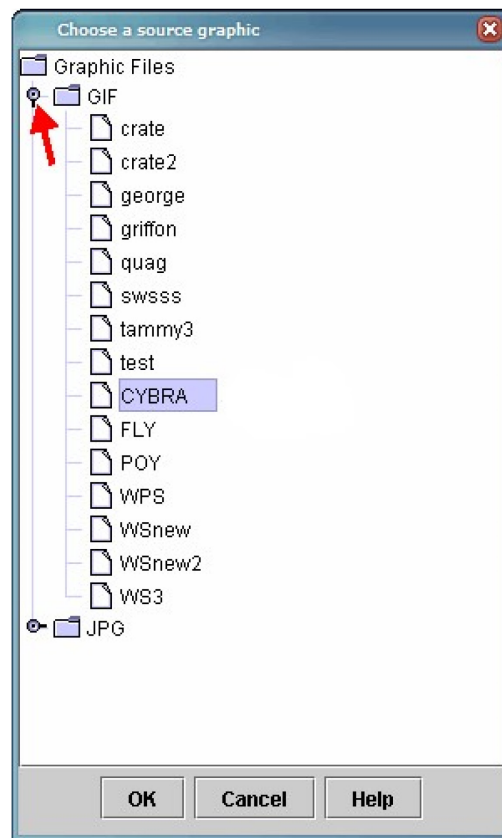 Choose a source graphic
Graphic Files
GIF
crate
crate2
george
griffon
quag
swsss
tammy3
test
CYBRA
FLY
POY
WPS
WSnew
WSnew2
WS3
JPG
OK Cancel Help